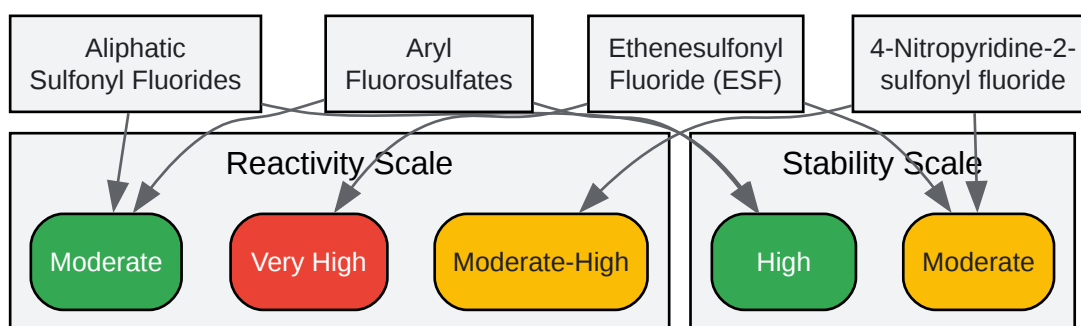 Aliphatic
Sulfonyl Fluorides
Aryl
Fluorosulfates
Ethenesulfonyl
Fluoride (ESF)
4-Nitropyridine-2-
sulfonyl fluoride
Reactivity Scale
Stability Scale
Moderate
Very High
Moderate-High
High
Moderate